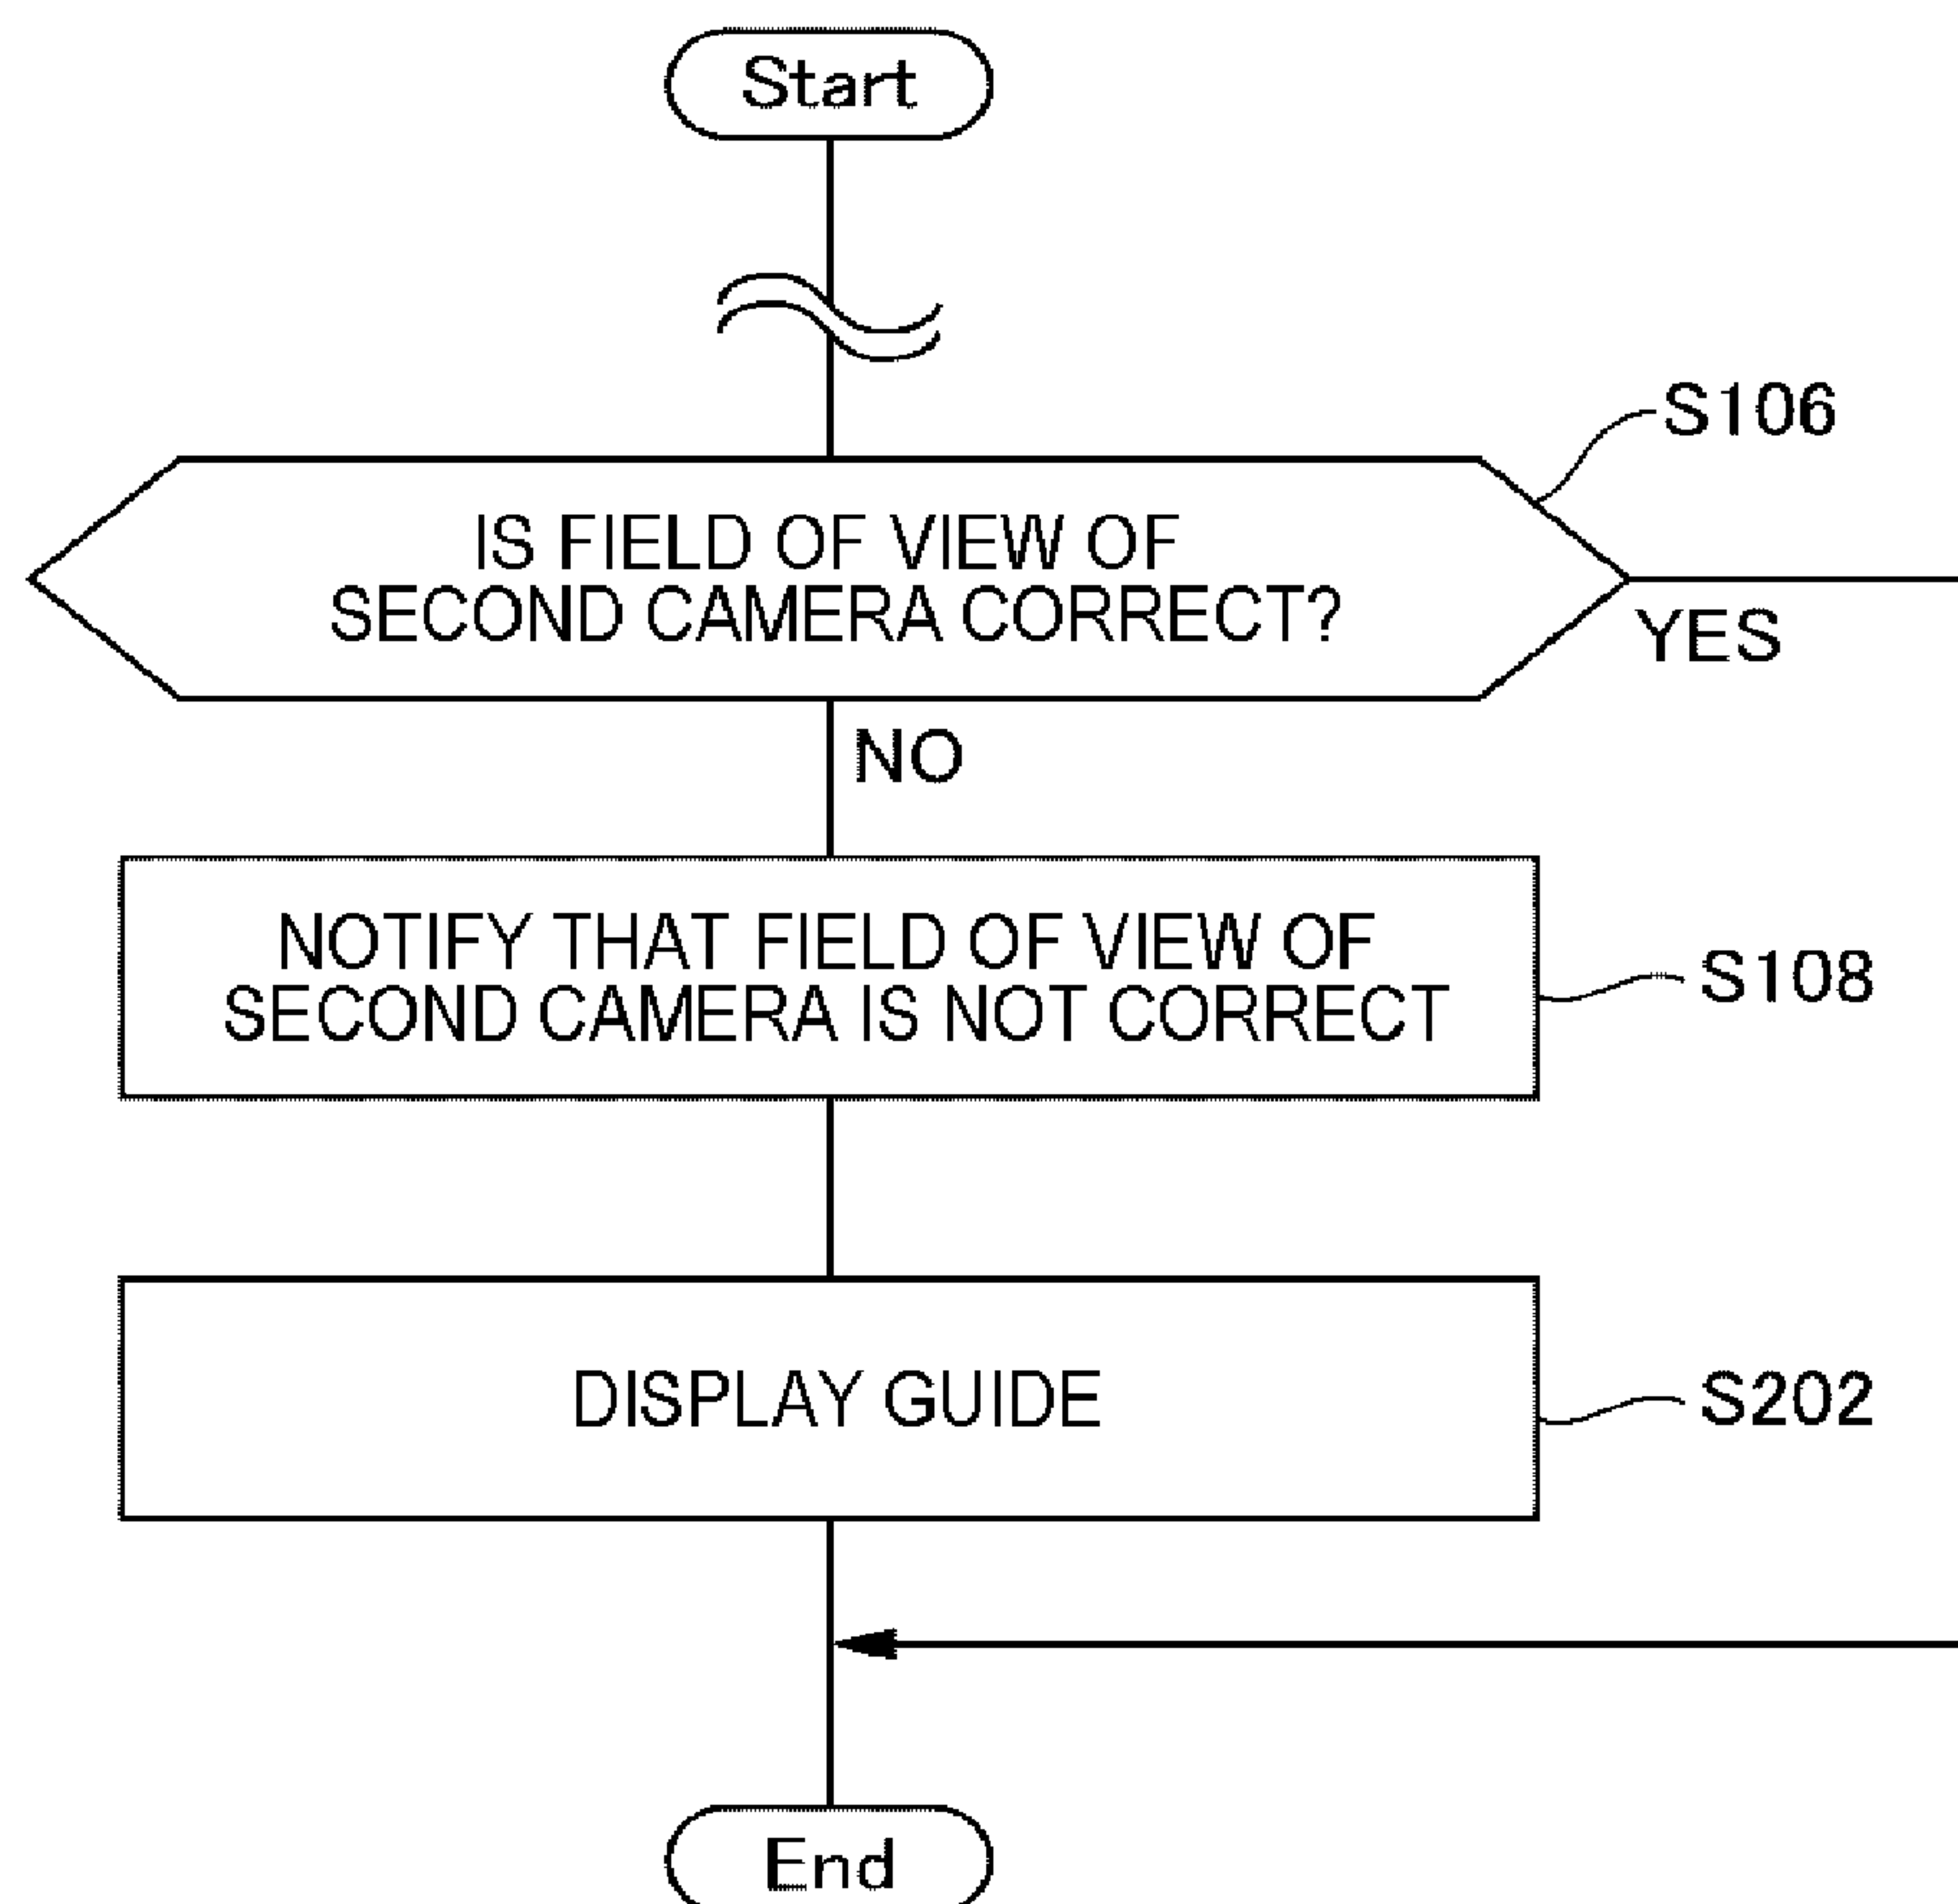 Start
S106
IS FIELD OF VIEW OF
SECOND CAMERA CORRECT?
YES
NO
NOTIFY THAT FIELD OF VIEW OF
SECOND CAMERA IS NOT CORRECT
S108
DISPLAY GUIDE
S202
End